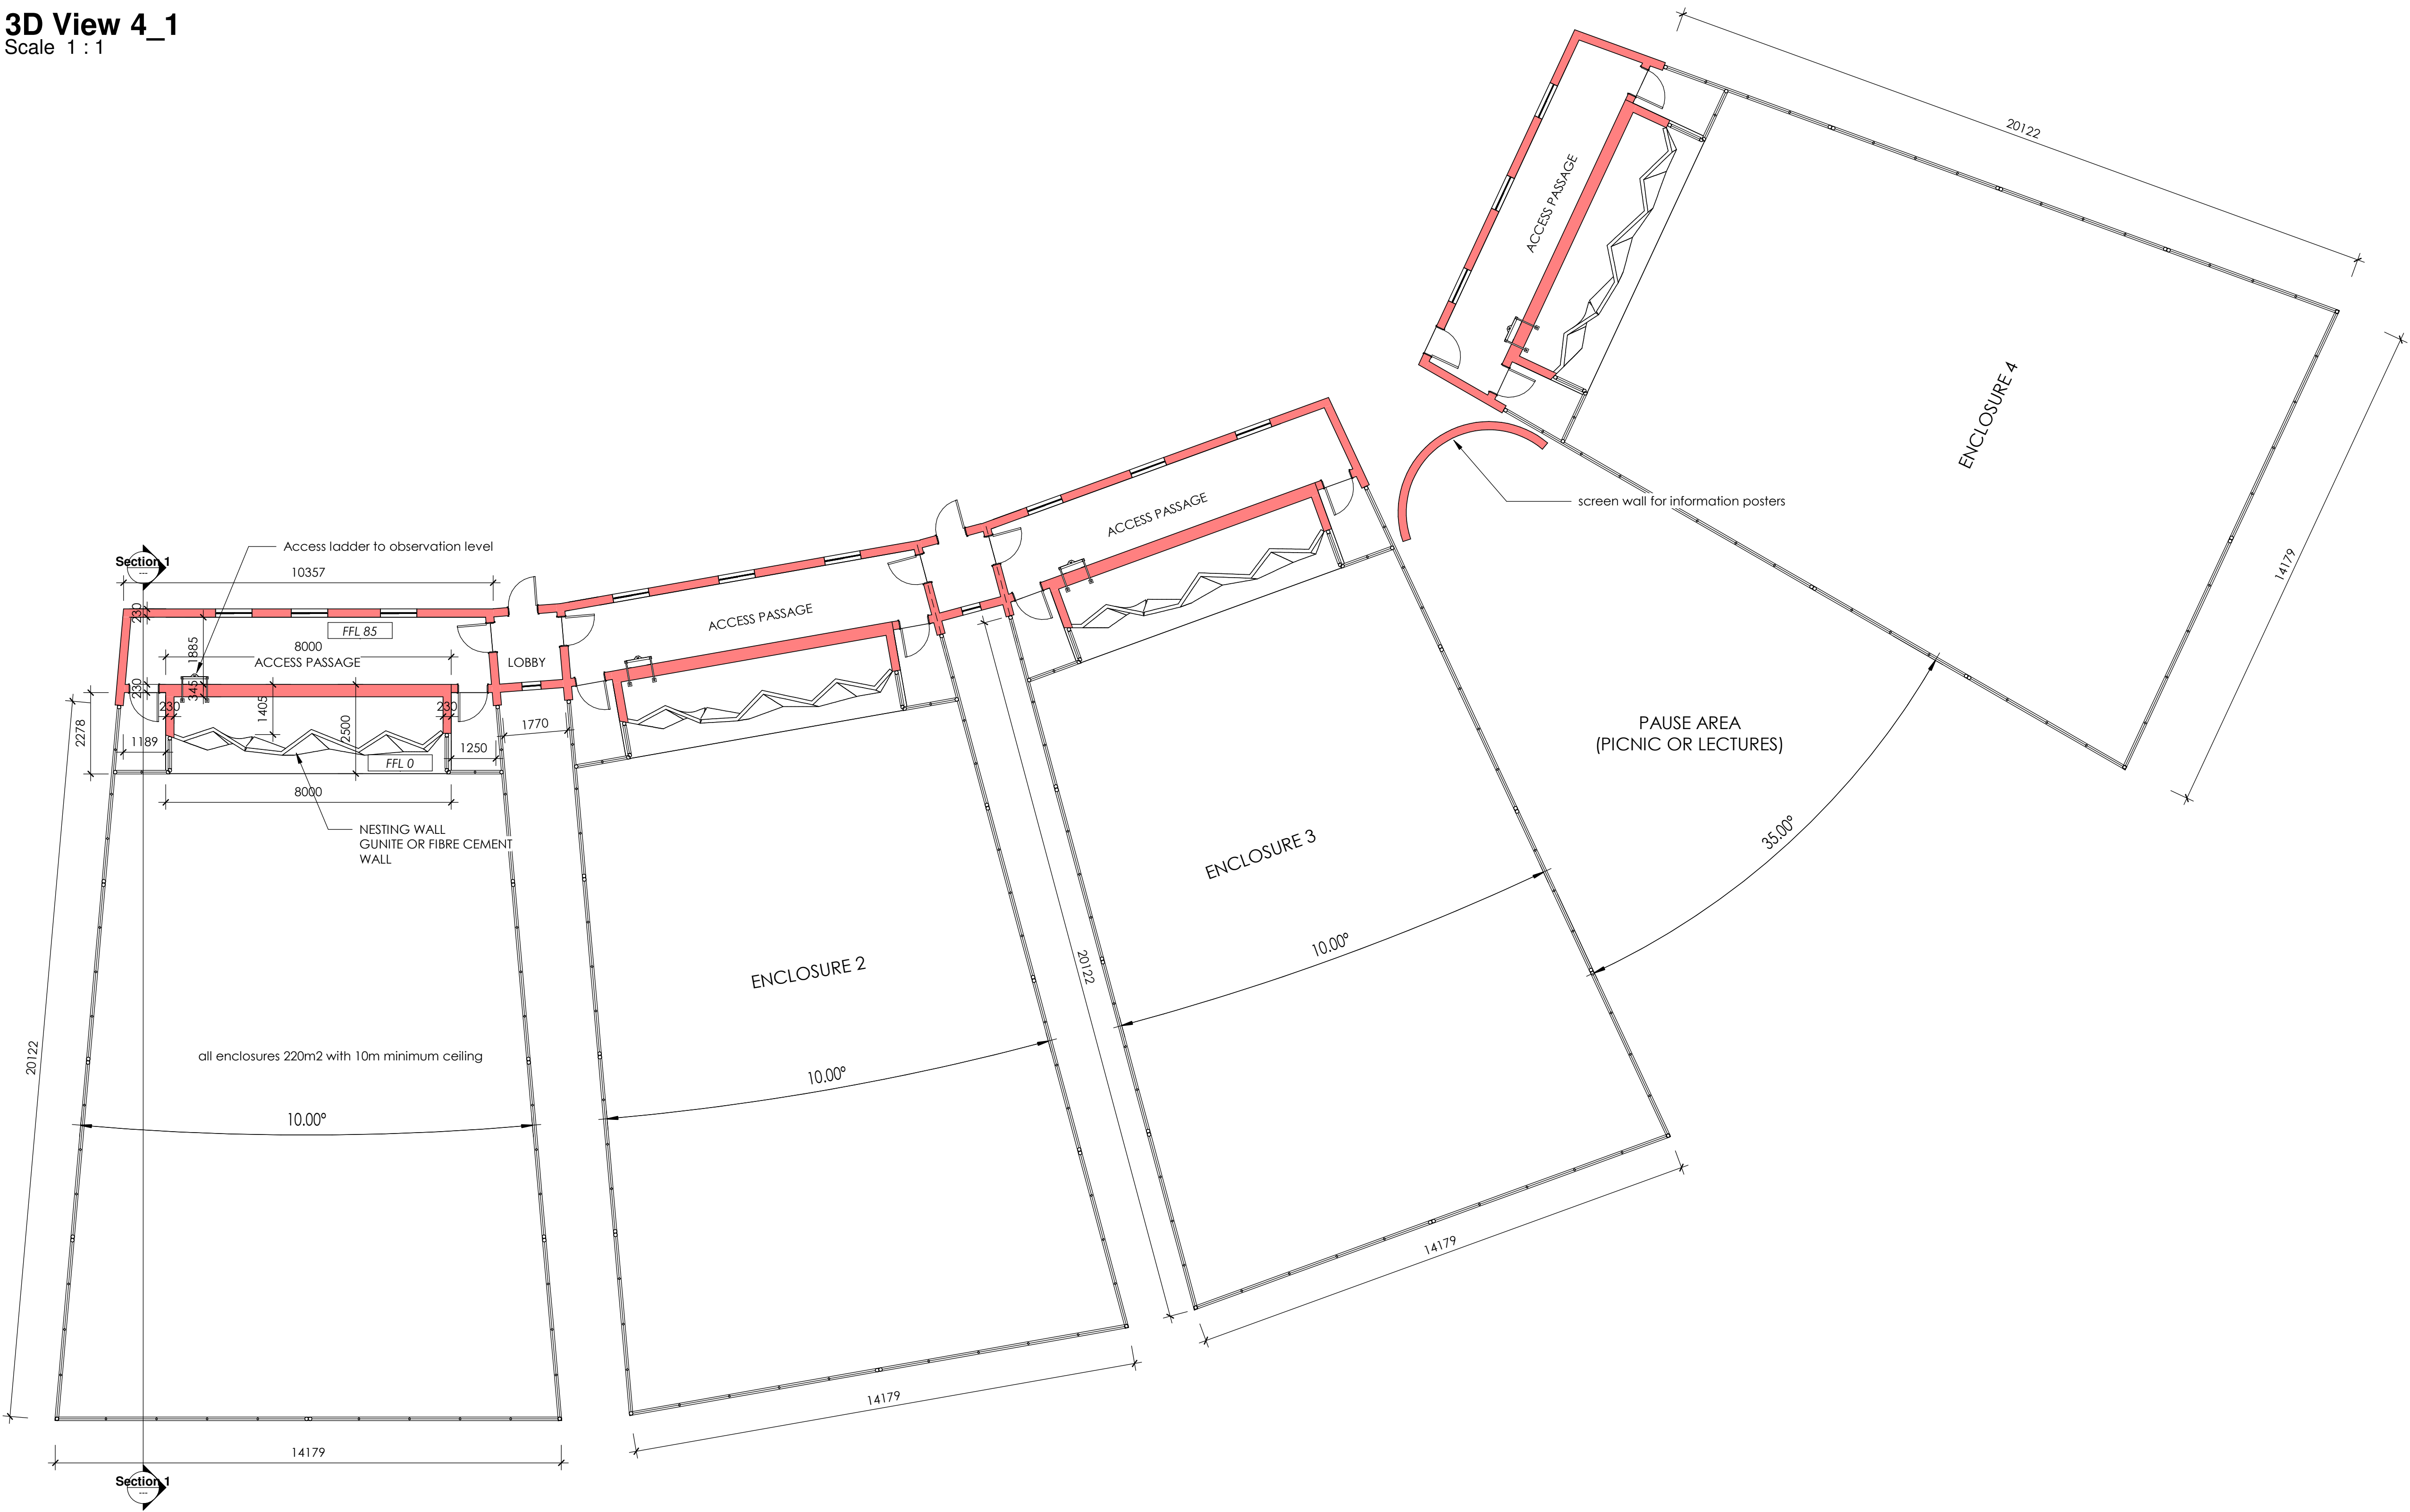 3D View 4_1
Scale 1 : 1
20122
ACCESS PASSAGE
ENCLOSURE 4
14179
screen wall for information posters
Section 1
---
Access ladder to observation level
10357
230
FFL 85
1885
8000
ACCESS PASSAGE
LOBBY
ACCESS PASSAGE
ACCESS PASSAGE
230
345
230
1405
2500
230
2278
1189
1250
1770
FFL 0
8000
NESTING WALL
GUNITE OR FIBRE CEMENT
WALL
PAUSE AREA
(PICNIC OR LECTURES)
35.00°
ENCLOSURE 3
10.00°
ENCLOSURE 2
20122
20122
all enclosures 220m2 with 10m minimum ceiling
10.00°
10.00°
14179
14179
14179
Section 1
---